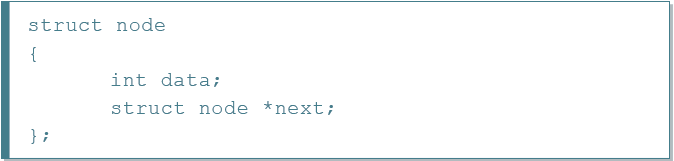 struct node
{
int data;
struct node *next;
};